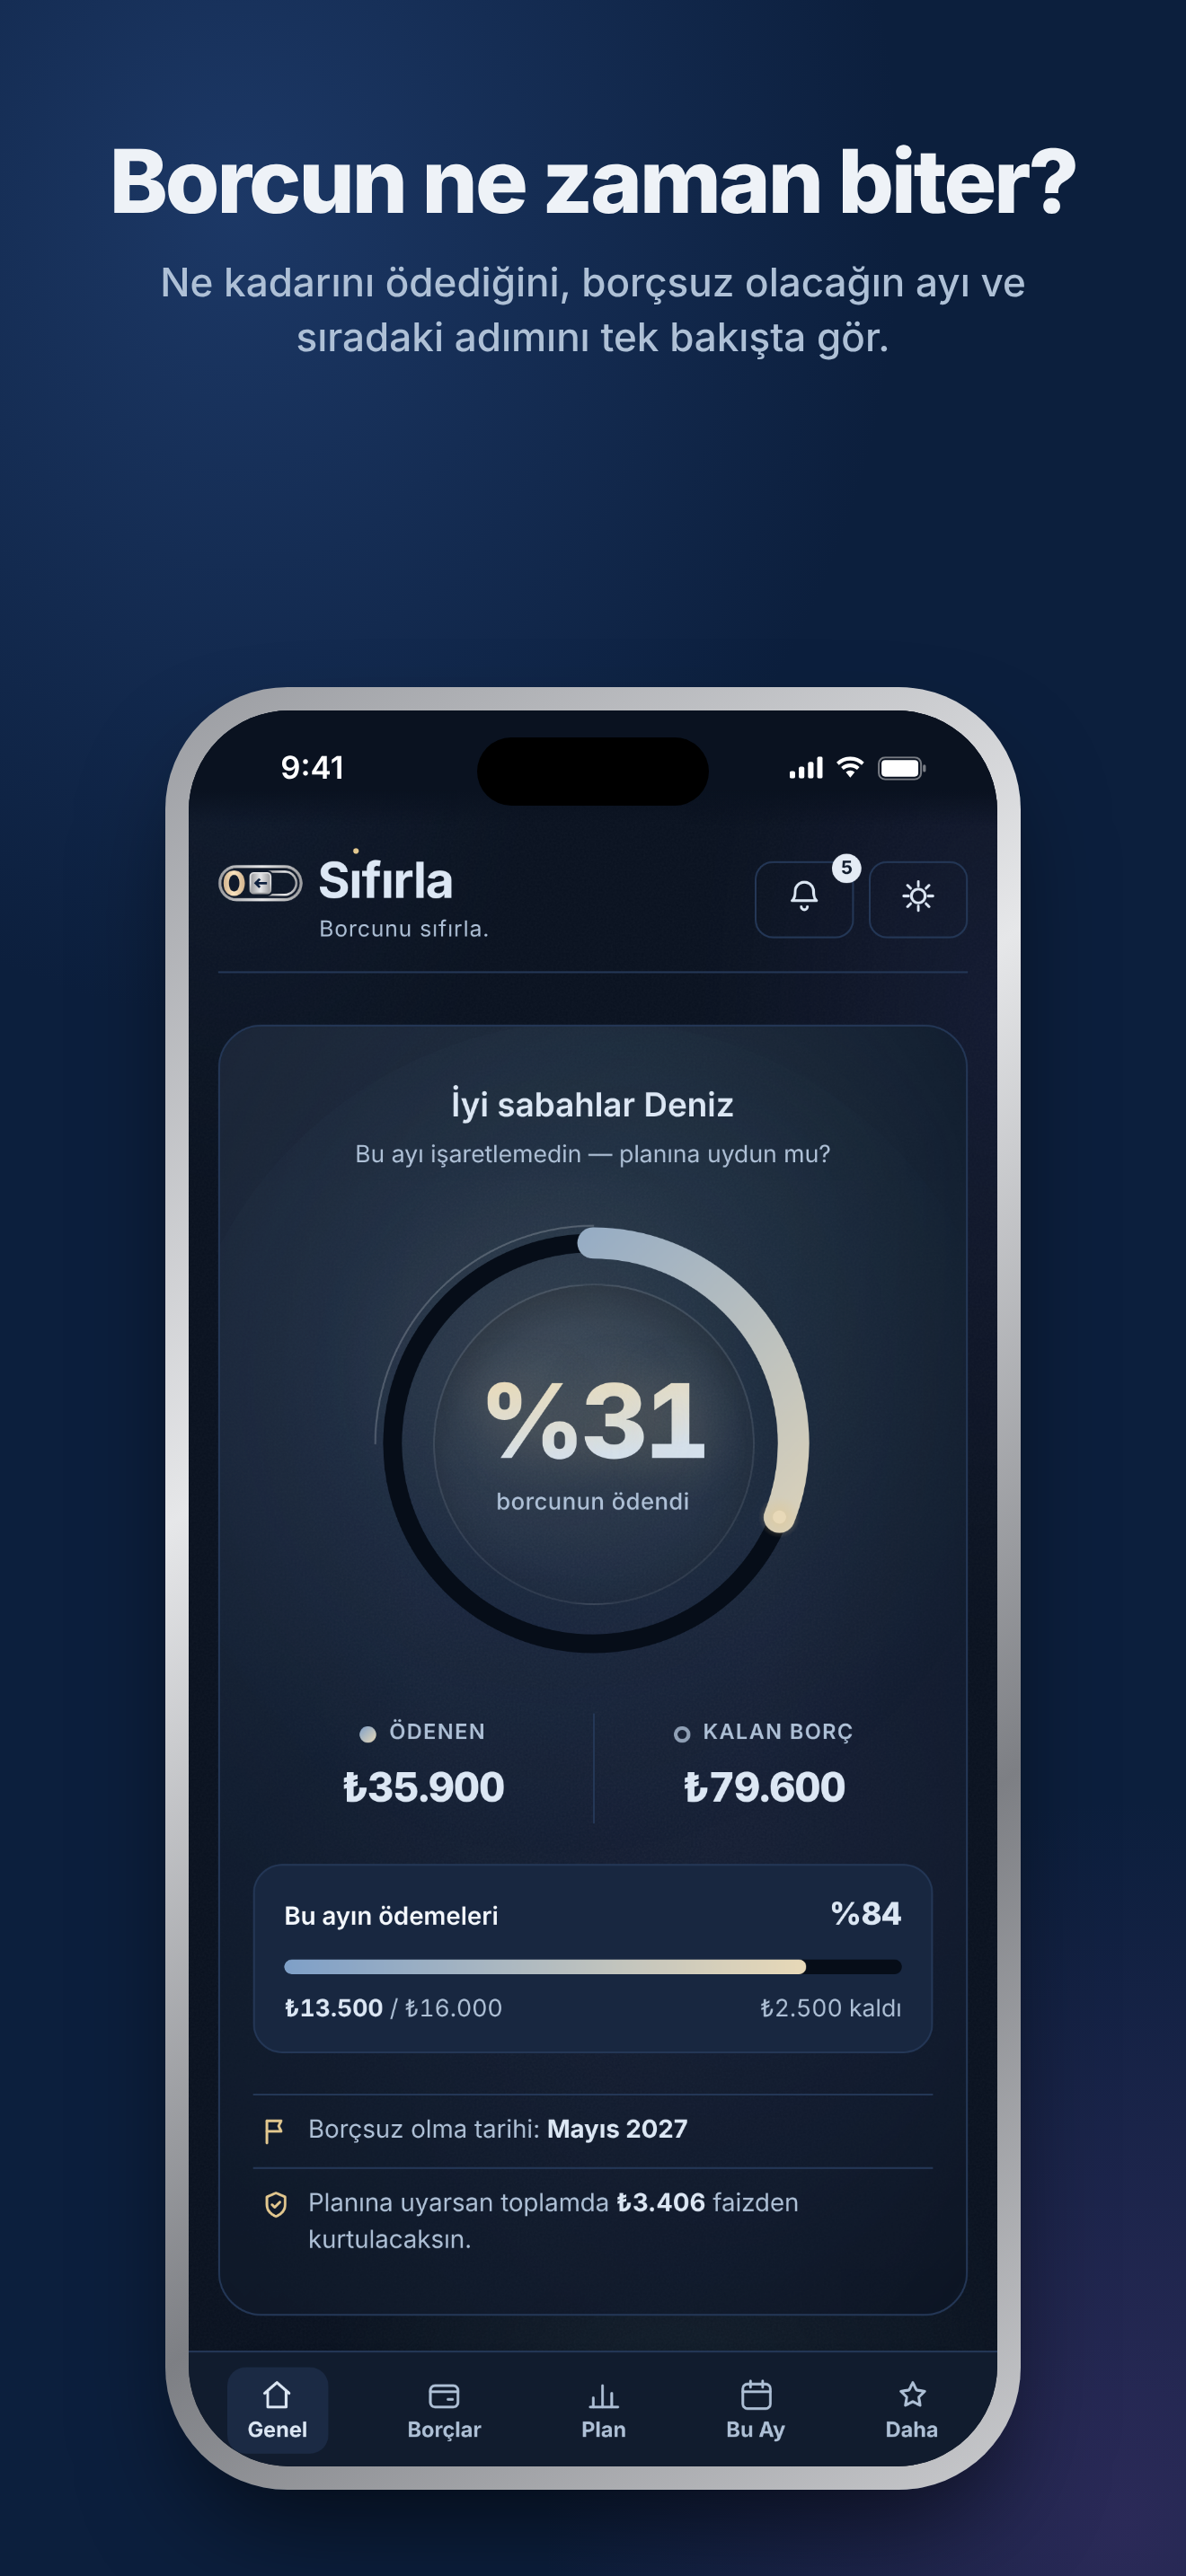 Borcun ne zaman biter?
Ne kadarını ödediğini, borçsuz olacağın ayı ve
sıradaki adımını tek bakışta gör.
9:41
Sıfırla
Borcunu sıfırla.
5
İyi sabahlar Deniz
Bu ayı işaretlemedin — planına uydun mu?
%31
borcunun ödendi
ÖDENEN
₺35.900
KALAN BORÇ
₺79.600
Bu ayın ödemeleri %84
₺13.500 / ₺16.000 ₺2.500 kaldı
Borçsuz olma tarihi: Mayıs 2027
Planına uyarsan toplamda ₺3.406 faizden
kurtulacaksın.
Genel Borçlar Plan Bu Ay Daha